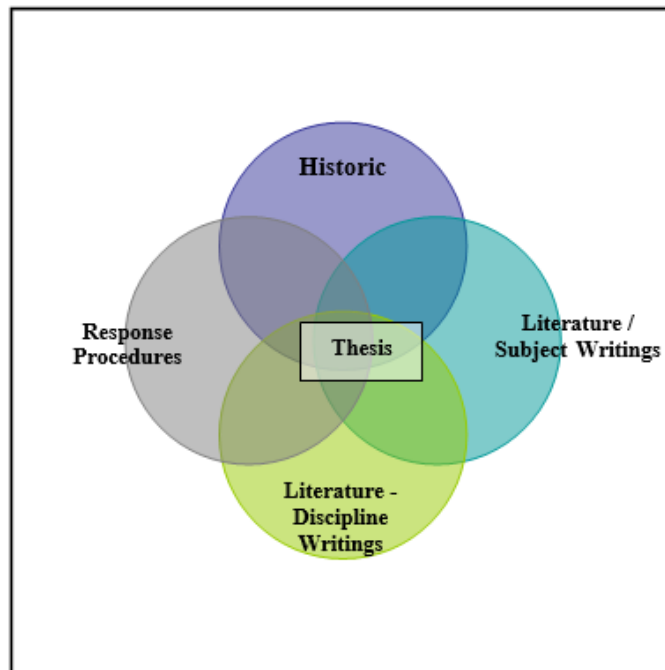 Historic
Response
Procedures
Thesis
Literature /
Subject Writings
Literature -
Discipline
Writings